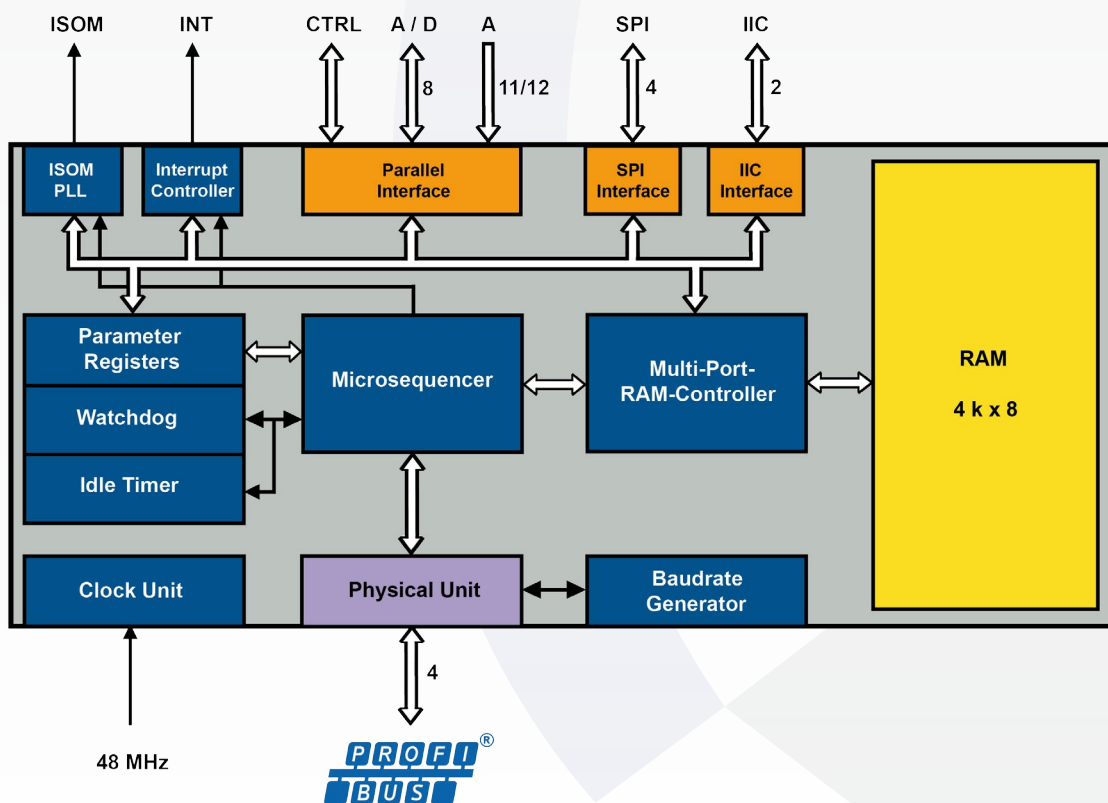 ISOM INT CTRL A / D A SPI IIC
8 11/12 4 2
ISOM
PLL
Interrupt
Controller
Parallel
Interface
SPI
Interface
IIC
Interface
Parameter
Registers
Watchdog
Idle Timer
Microsequencer
Multi-Port-
RAM-Controller
RAM
4 k x 8
Clock Unit
Physical Unit
Baudrate
Generator
4
48 MHz
PROFI®
BUS